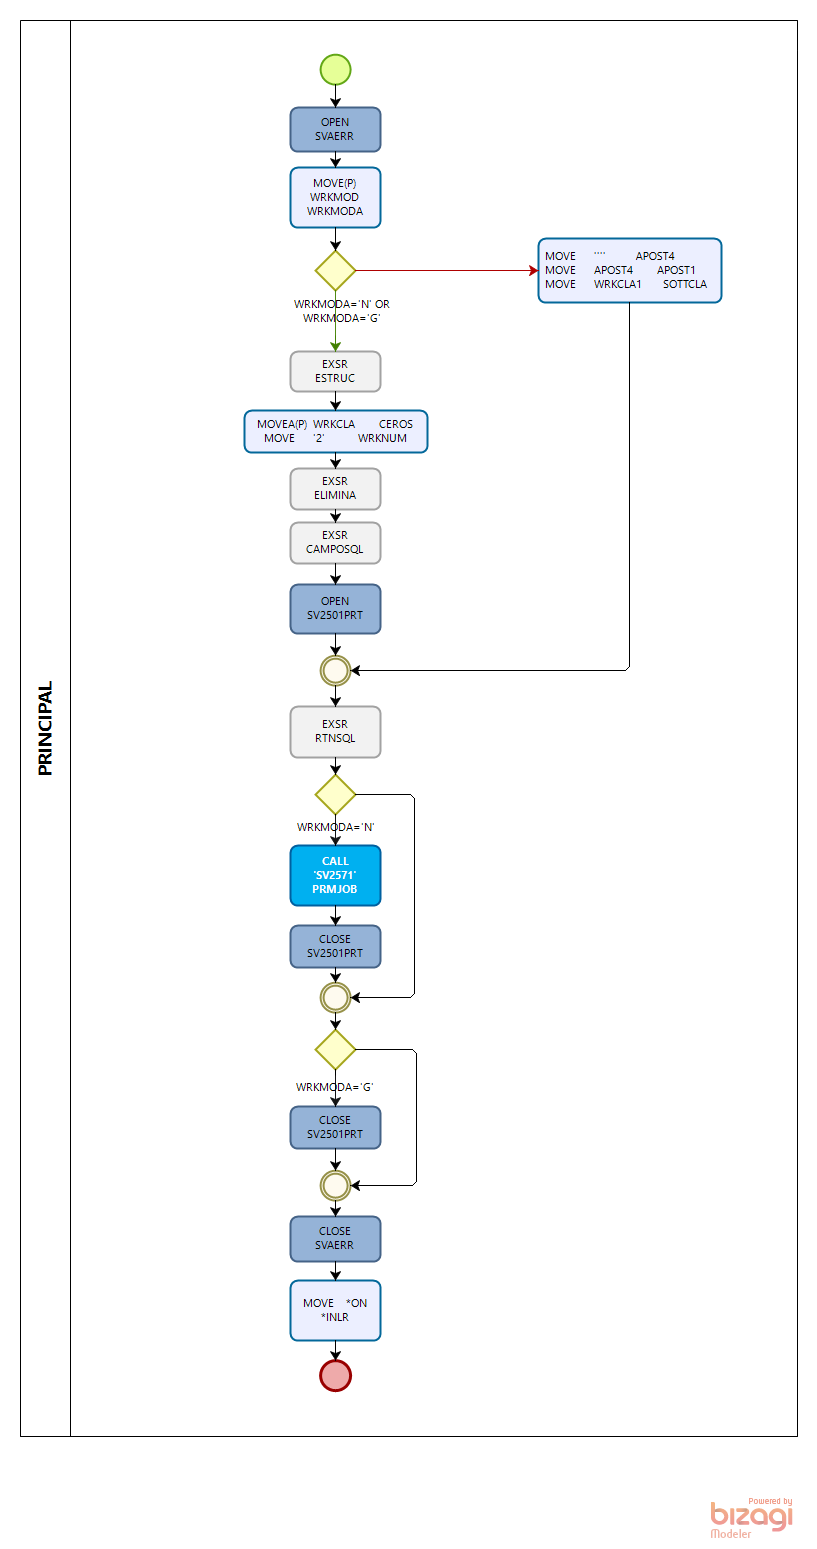 PRINCIPAL
OPEN
SVAERR
MOVE(P)
WRKMOD
WRKMODA
MOVE '''' APOST4
MOVE APOST4 APOST1
MOVE WRKCLA1 SOTTCLA
WRKMODA='N' OR
WRKMODA='G'
EXSR
ESTRUC
MOVEA(P) WRKCLA CEROS
MOVE '2' WRKNUM
EXSR
ELIMINA
EXSR
CAMPOSQL
OPEN
SV2501PRT
EXSR
RTNSQL
WRKMODA='N'
CALL
'SV2571'
PRMJOB
CLOSE
SV2501PRT
WRKMODA='G'
CLOSE
SV2501PRT
CLOSE
SVAERR
MOVE *ON
*INLR
Powered by
bizagi
Modeler